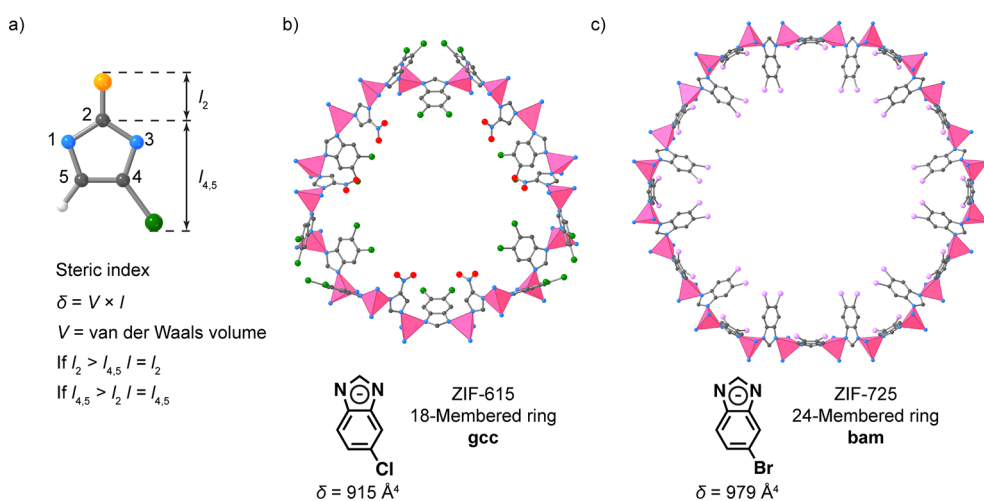 a)
2
1
3
5
4
l₂
l₄,₅
Steric index
δ = V × l
V = van der Waals volume
If l₂ > l₄,₅ l = l₂
If l₄,₅ > l₂ l = l₄,₅
b)
N N
−
Cl
δ = 915 Å⁴
ZIF-615
18-Membered ring
gcc
c)
N N
−
Br
δ = 979 Å⁴
ZIF-725
24-Membered ring
bam